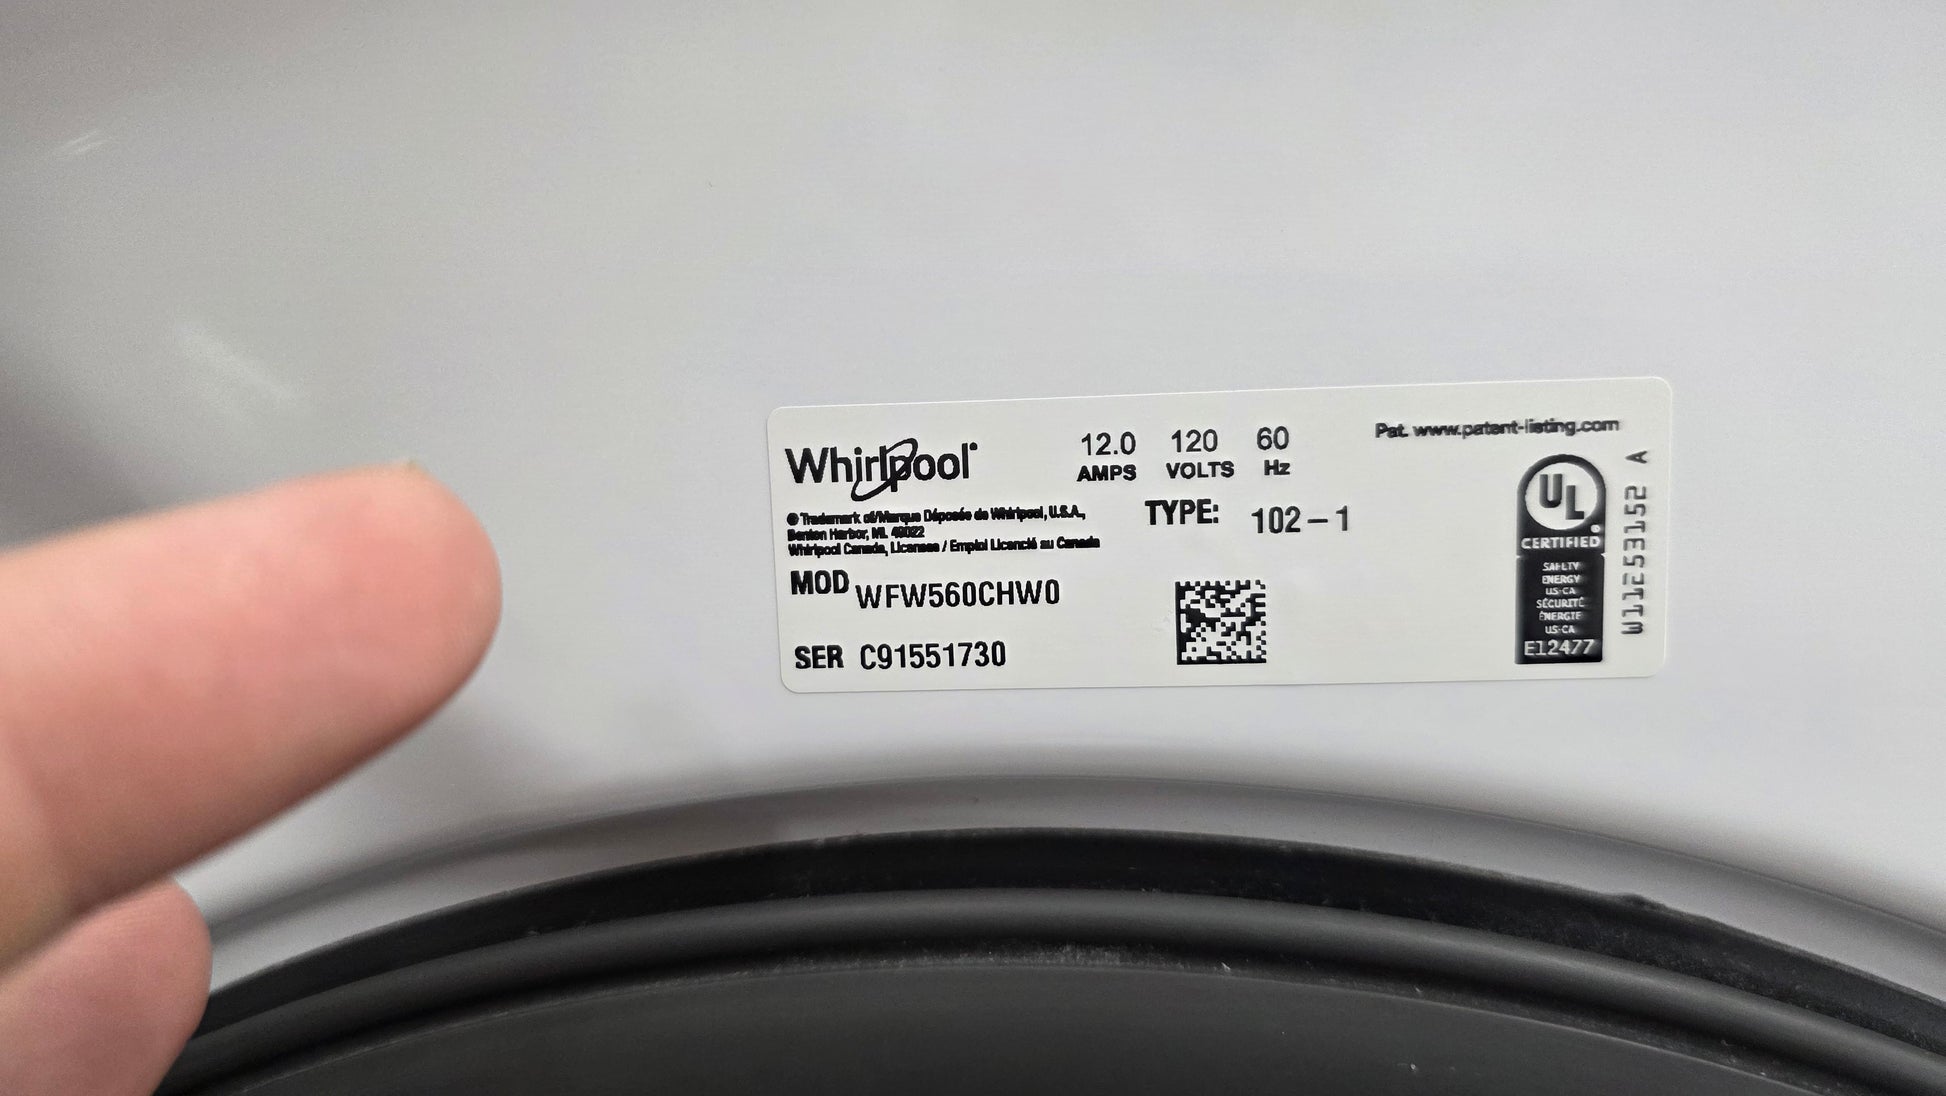 Whirlpool®
12.0 120 60
AMPS VOLTS Hz
Pat. www.patent-listing.com
® Trademark of/Marque Déposée de Whirlpool, U.S.A.,
Benton Harbor, MI. 49022
Whirlpool Canada, Licensee / Emploi Licencié au Canada
TYPE: 102-1
MOD WFW560CHW0
SER C91551730
UL
CERTIFIED
SAFETY
ENERGY
US-CA
SÉCURITÉ
ÉNERGIE
US-CA
E12477
W11553152 A